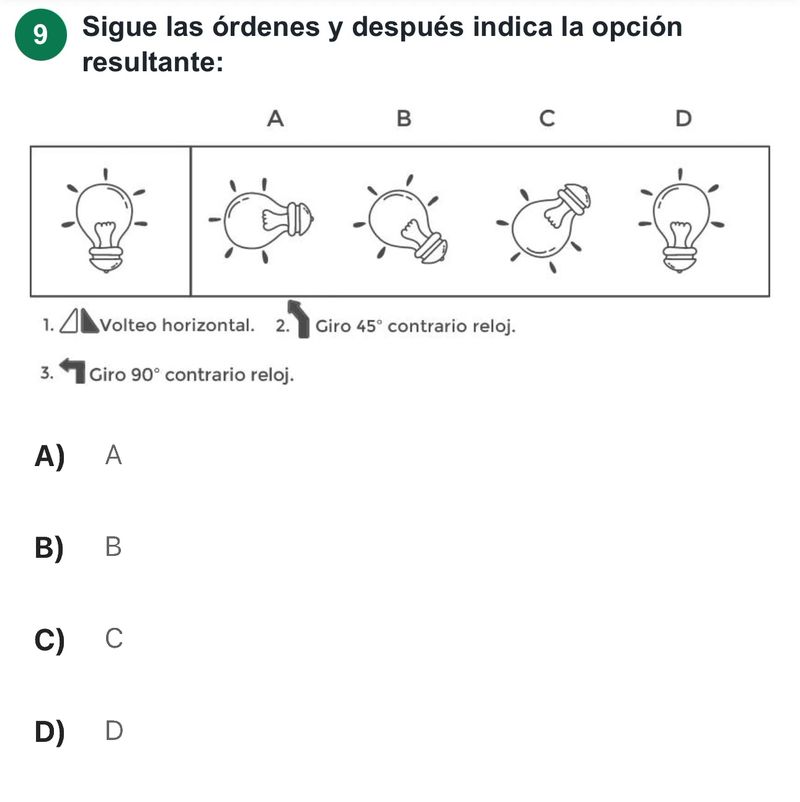 9 Sigue las órdenes y después indica la opción
resultante:
A B C D
1. Volteo horizontal. 2. Giro 45° contrario reloj.
3. Giro 90° contrario reloj.
A) A
B) B
C) C
D) D